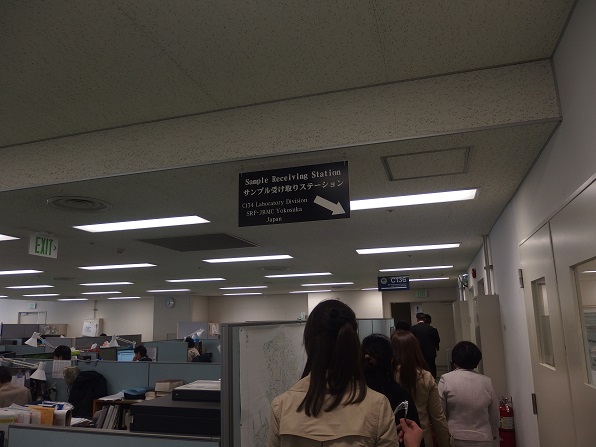 Sample Receiving Station
サンプル受け取りステーション
C134 Laboratory Division
SRF-JRMC Yokosuka
Japan
EXIT
C135